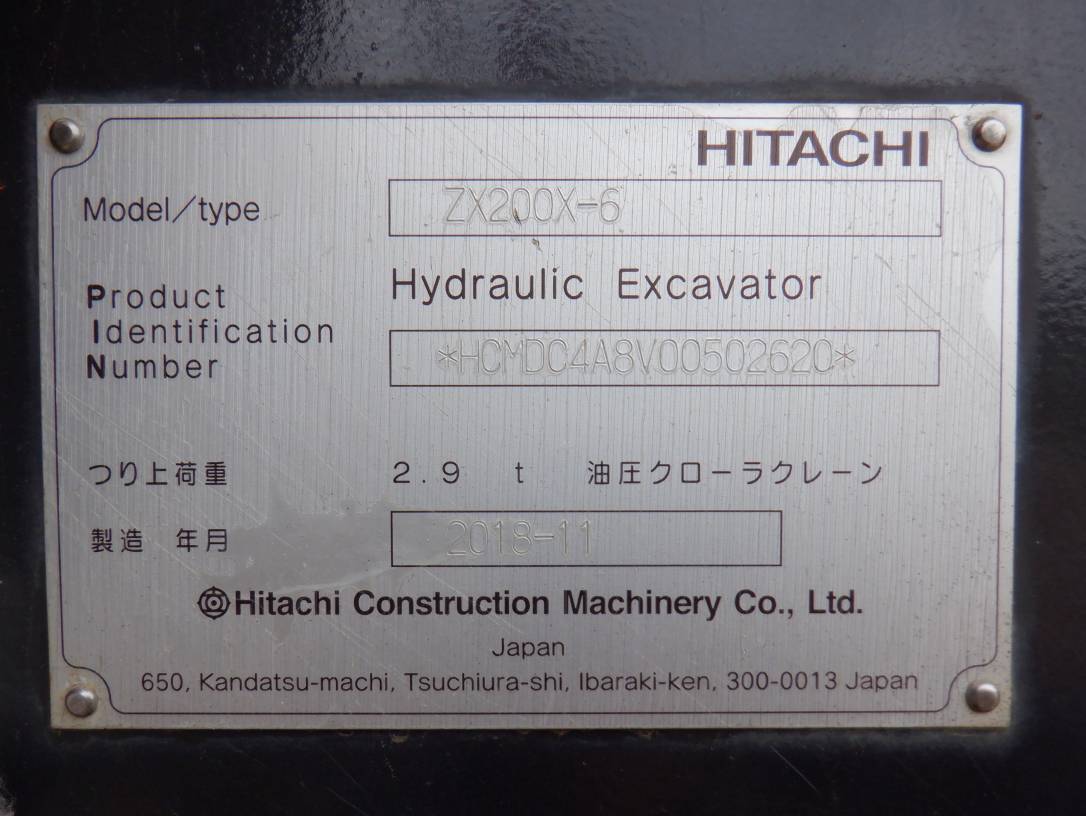 HITACHI
Model/type ZX200X-6
Hydraulic Excavator
Product
Identification
Number
*HCMDC4A8V00502620*
つり上荷重 2.9 t 油圧クローラクレーン
製造 年月 2018-11
Hitachi Construction Machinery Co., Ltd.
Japan
650, Kandatsu-machi, Tsuchiura-shi, Ibaraki-ken, 300-0013 Japan